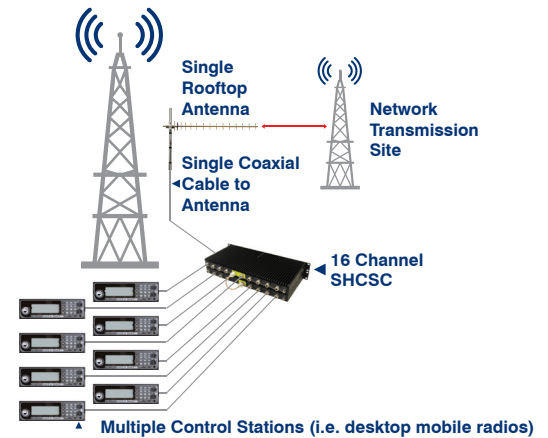 Single
Rooftop
Antenna
Network
Transmission
Site
Single Coaxial
Cable to
Antenna
16 Channel
SHCSC
Multiple Control Stations (i.e. desktop mobile radios)